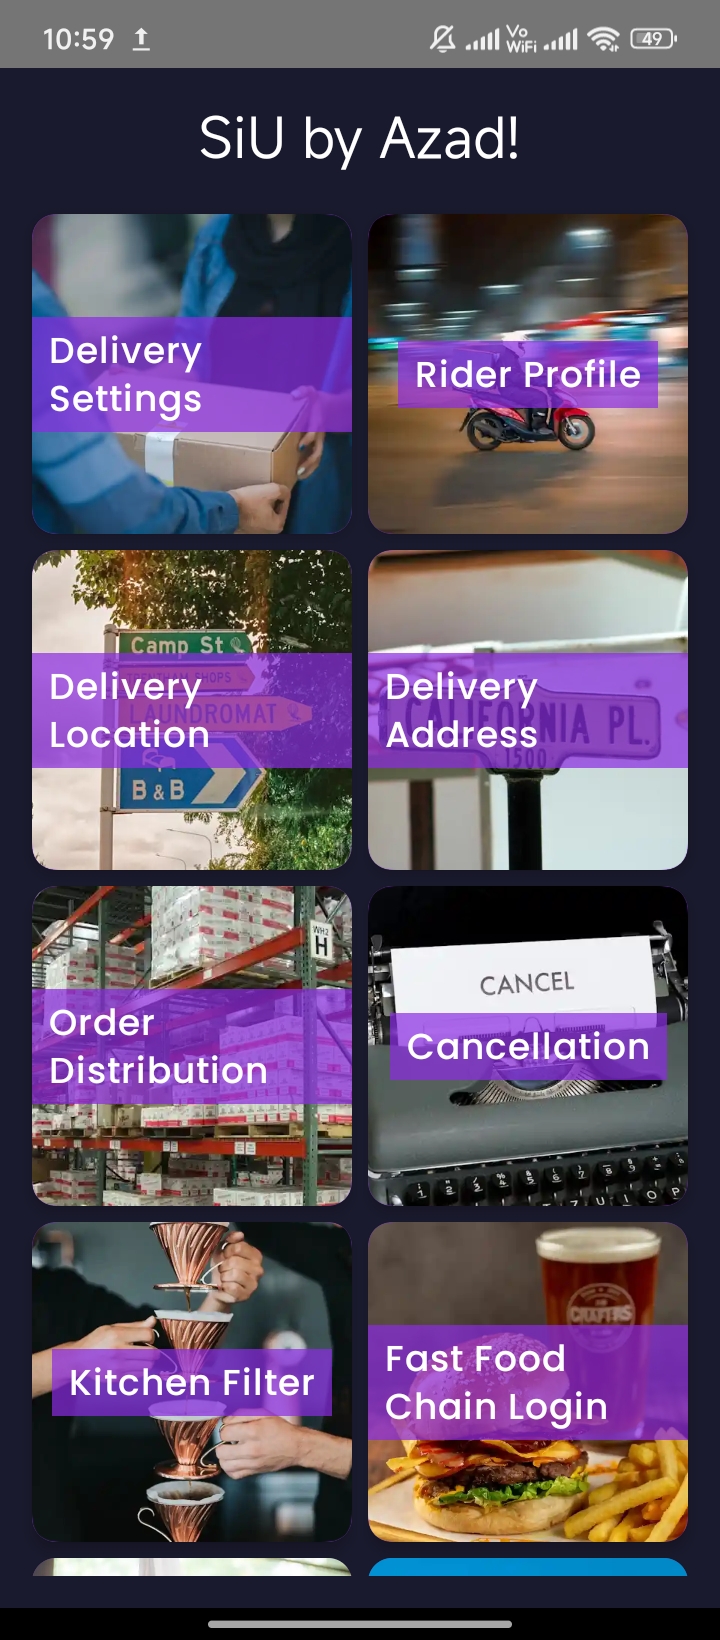 10:59
Vo
WiFi
49
SiU by Azad!
Delivery
Settings
Rider Profile
Camp St
LAUNDROMAT
B & B
Delivery
Location
CALIFORNIA PL.
1500
Delivery
Address
WH2
H
Order
Distribution
CANCEL
Cancellation
Kitchen Filter
CRAFTERS
Fast Food
Chain Login